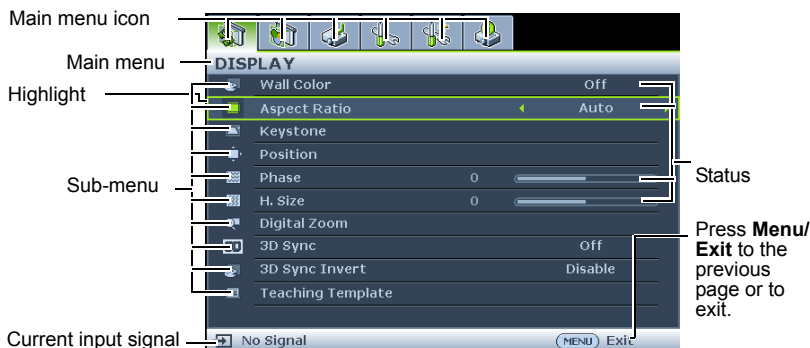 Main menu icon
Main menu
DISPLAY
Wall Color Off
Highlight
Aspect Ratio Auto
Keystone
Position
Sub-menu
Phase 0
Status
H. Size 0
Digital Zoom
3D Sync Off
3D Sync Invert Disable
Teaching Template
Press Menu/
Exit to the
previous
page or to
exit.
Current input signal
No Signal
MENU Exit